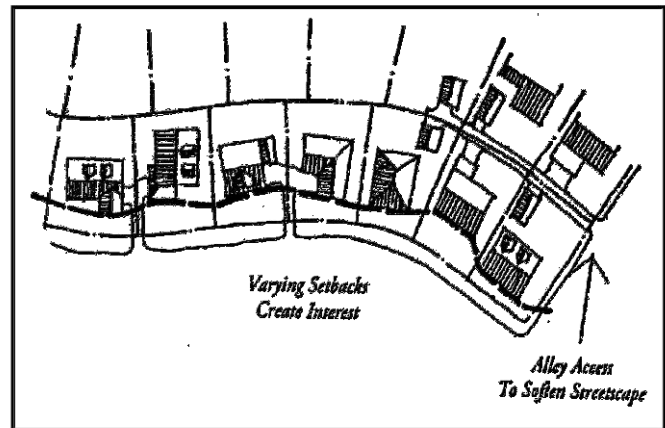 Varying Setbacks
Create Interest
Alley Access
To Soften Streetscape